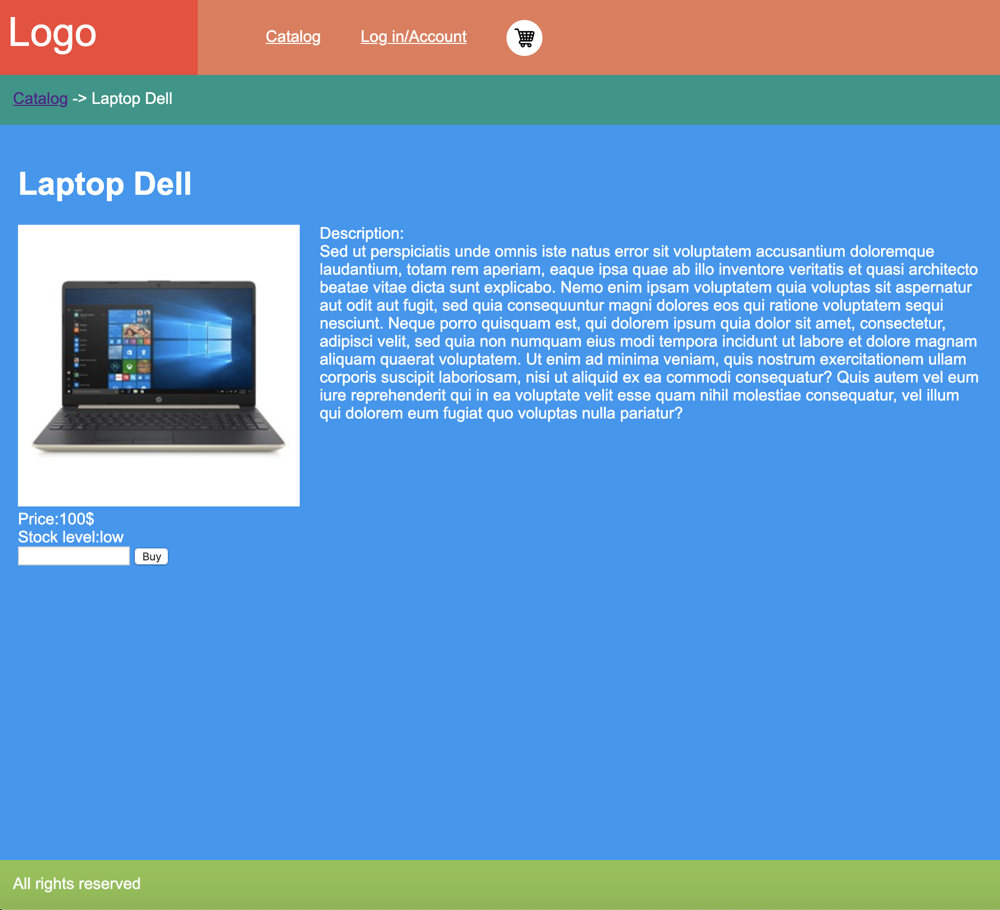 Logo
Catalog
Log in/Account
Catalog -> Laptop Dell
Laptop Dell
Description:
Sed ut perspiciatis unde omnis iste natus error sit voluptatem accusantium doloremque
laudantium, totam rem aperiam, eaque ipsa quae ab illo inventore veritatis et quasi architecto
beatae vitae dicta sunt explicabo. Nemo enim ipsam voluptatem quia voluptas sit aspernatur
aut odit aut fugit, sed quia consequuntur magni dolores eos qui ratione voluptatem sequi
nesciunt. Neque porro quisquam est, qui dolorem ipsum quia dolor sit amet, consectetur,
adipisci velit, sed quia non numquam eius modi tempora incidunt ut labore et dolore magnam
aliquam quaerat voluptatem. Ut enim ad minima veniam, quis nostrum exercitationem ullam
corporis suscipit laboriosam, nisi ut aliquid ex ea commodi consequatur? Quis autem vel eum
iure reprehenderit qui in ea voluptate velit esse quam nihil molestiae consequatur, vel illum
qui dolorem eum fugiat quo voluptas nulla pariatur?
Price:100$
Stock level:low
Buy
All rights reserved